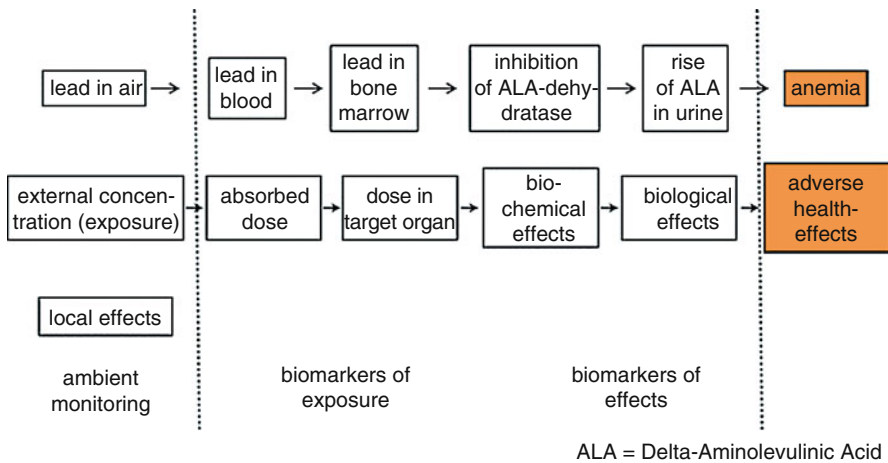 lead in air
lead in
blood
lead in
bone
marrow
inhibition
of ALA-dehy-
dratase
rise
of ALA
in urine
anemia
external concen-
tration (exposure)
absorbed
dose
dose in
target organ
bio-
chemical
effects
biological
effects
adverse
health-
effects
local effects
ambient
monitoring
biomarkers of
exposure
biomarkers of
effects
ALA = Delta-Aminolevulinic Acid